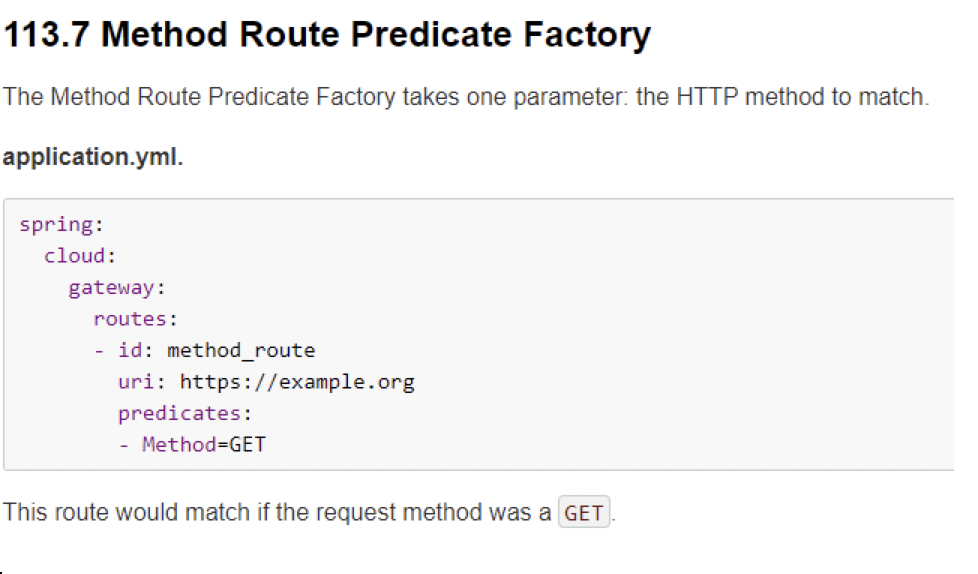 113.7 Method Route Predicate Factory
The Method Route Predicate Factory takes one parameter: the HTTP method to match.
application.yml.
spring:
  cloud:
    gateway:
      routes:
      - id: method_route
        uri: https://example.org
        predicates:
        - Method=GET
This route would match if the request method was a GET.